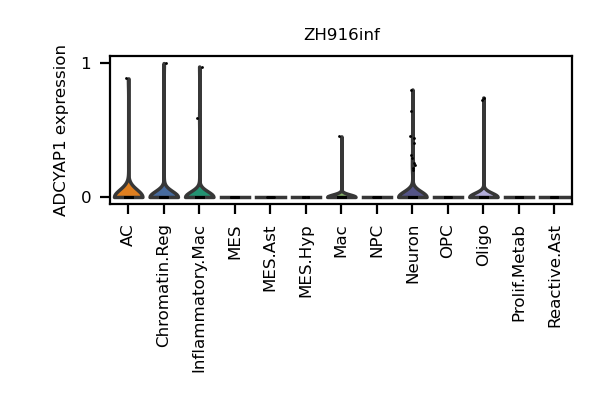 ZH916inf
ADCYAP1 expression
1
0
AC
Chromatin.Reg
Inflammatory.Mac
MES
MES.Ast
MES.Hyp
Mac
NPC
Neuron
OPC
Oligo
Prolif.Metab
Reactive.Ast